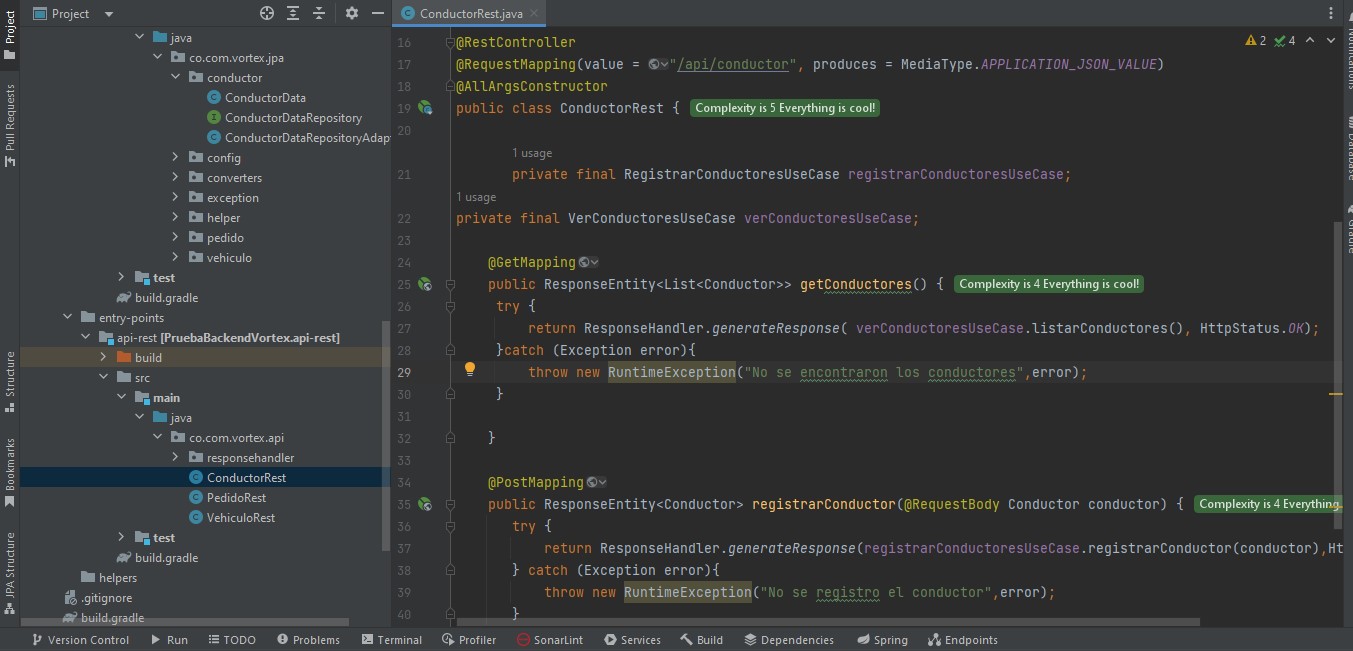 Project
ConductorRest.java
Project
Pull Requests
Structure
Bookmarks
JPA Structure
java
co.com.vortex.jpa
conductor
ConductorData
ConductorDataRepository
ConductorDataRepositoryAdap
config
converters
exception
helper
pedido
vehiculo
test
build.gradle
entry-points
api-rest [PruebaBackendVortex.api-rest]
build
src
main
java
co.com.vortex.api
responsehandler
ConductorRest
PedidoRest
VehiculoRest
test
build.gradle
helpers
.gitignore
build.gradle
2 4
16 @RestController
17 @RequestMapping(value = "/api/conductor", produces = MediaType.APPLICATION_JSON_VALUE)
18 @AllArgsConstructor
19 public class ConductorRest { Complexity is 5 Everything is cool!
20
1 usage
21 private final RegistrarConductoresUseCase registrarConductoresUseCase;
1 usage
22 private final VerConductoresUseCase verConductoresUseCase;
23
24 @GetMapping
25 public ResponseEntity<List<Conductor>> getConductores() { Complexity is 4 Everything is cool!
26 try {
27 return ResponseHandler.generateResponse( verConductoresUseCase.listarConductores(), HttpStatus.OK);
28 }catch (Exception error){
29 throw new RuntimeException("No se encontraron los conductores",error);
30 }
31
32 }
33
34 @PostMapping
35 public ResponseEntity<Conductor> registrarConductor(@RequestBody Conductor conductor) { Complexity is 4 Everything
36 try {
37 return ResponseHandler.generateResponse(registrarConductoresUseCase.registrarConductor(conductor),Ht
38 } catch (Exception error){
39 throw new RuntimeException("No se registro el conductor",error);
40 }
Notifications
Database
Gradle
Version Control Run TODO Problems Terminal Profiler SonarLint Services Build Dependencies Spring Endpoints